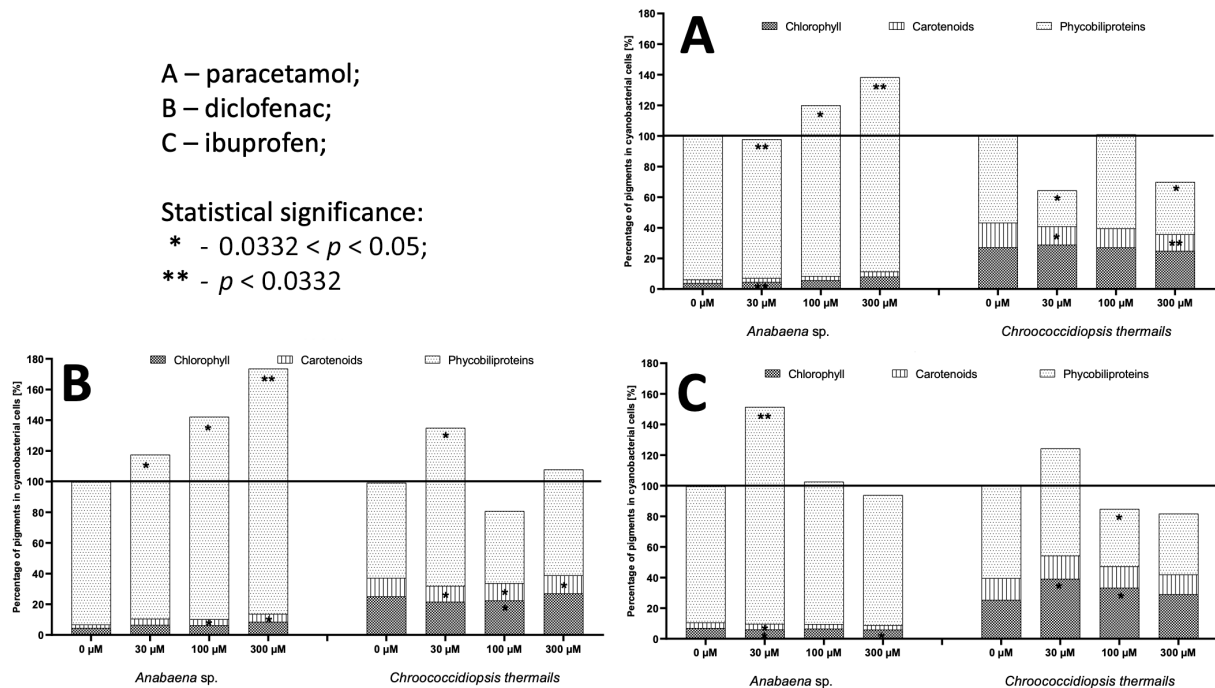 A – paracetamol;
B – diclofenac;
C – ibuprofen;
Statistical significance:
* - 0.0332 < p < 0.05;
** - p < 0.0332
A
Chlorophyll Carotenoids Phycobiliproteins
Percentage of pigments in cyanobacterial cells [%]
180
160
140
120
100
80
60
40
20
0
** * ** * *
** * **
0 µM 30 µM 100 µM 300 µM 0 µM 30 µM 100 µM 300 µM
Anabaena sp. Chroococcidiopsis thermails
B
Chlorophyll Carotenoids Phycobiliproteins
Percentage of pigments in cyanobacterial cells [%]
180
160
140
120
100
80
60
40
20
0
* * ** *
* * * * * *
0 µM 30 µM 100 µM 300 µM 0 µM 30 µM 100 µM 300 µM
Anabaena sp. Chroococcidiopsis thermails
C
Chlorophyll Carotenoids Phycobiliproteins
Percentage of pigments in cyanobacterial cells [%]
180
160
140
120
100
80
60
40
20
0
** *
* * * * *
0 µM 30 µM 100 µM 300 µM 0 µM 30 µM 100 µM 300 µM
Anabaena sp. Chroococcidiopsis thermails